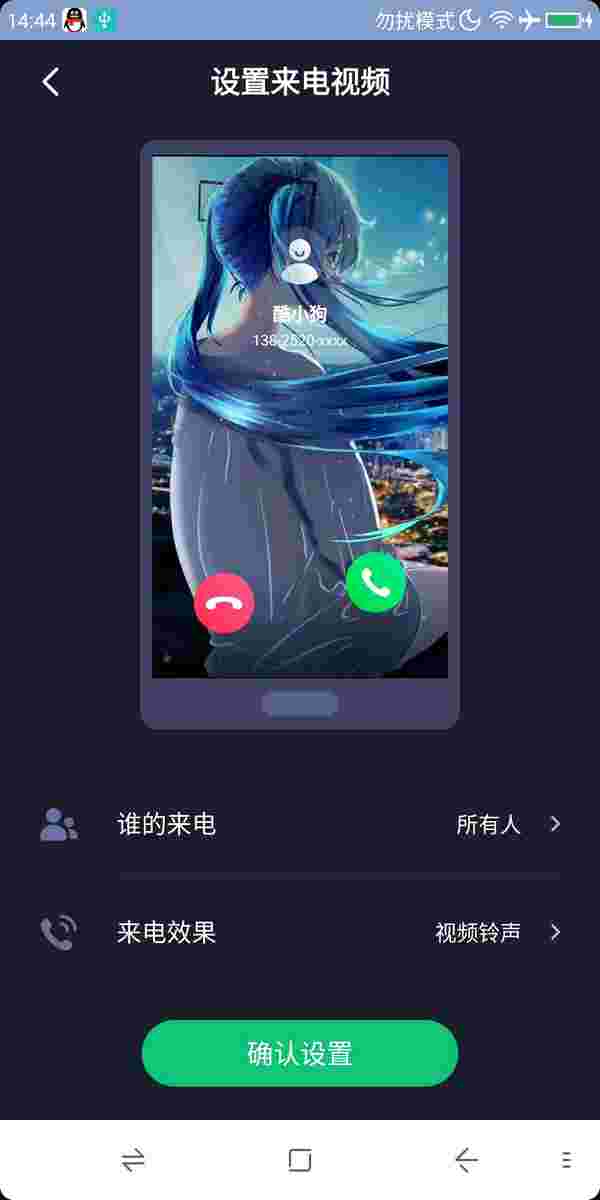 14:44 勿扰模式
设置来电视频
酷小狗
138-2520-xxxx
谁的来电 所有人
来电效果 视频铃声
确认设置